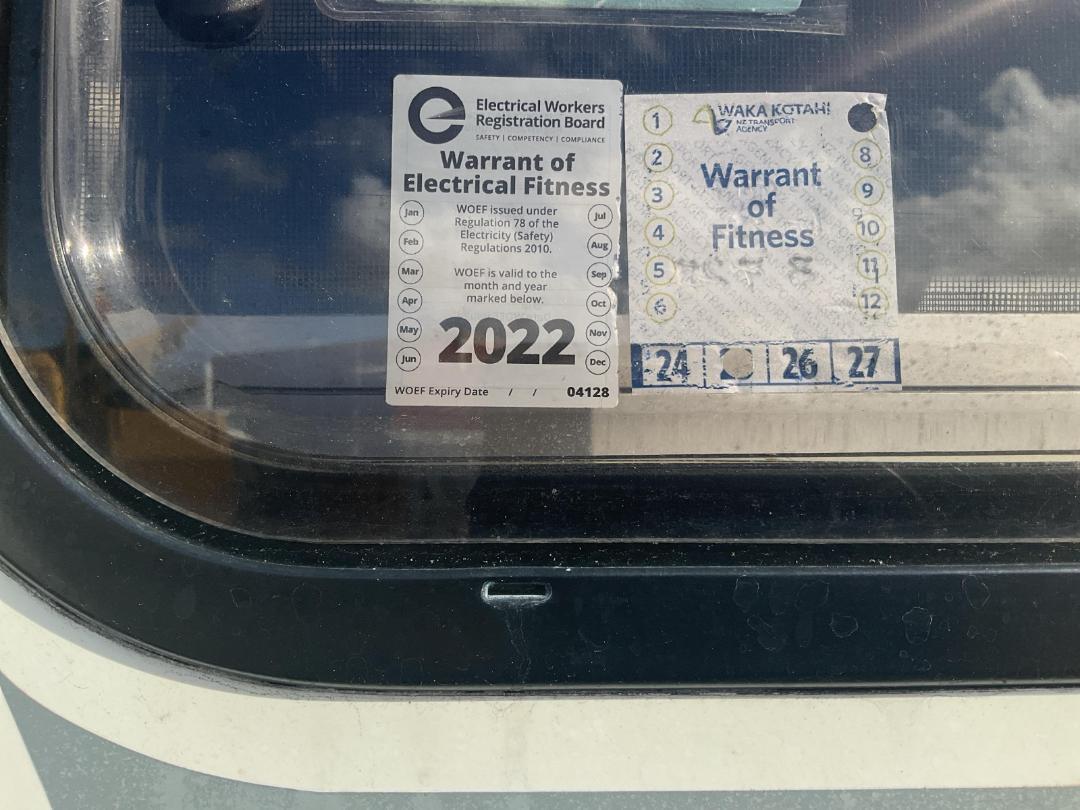 Electrical Workers
Registration Board
SAFETY | COMPETENCY | COMPLIANCE
Warrant of
Electrical Fitness
Jan
Feb
Mar
Apr
May
Jun
WOEF issued under
Regulation 78 of the
Electricity (Safety)
Regulations 2010.
WOEF is valid to the
month and year
marked below.
2022
Jul
Aug
Sep
Oct
Nov
Dec
WOEF Expiry Date / / 04128
WAKA KOTAHI
NZ TRANSPORT
AGENCY
1
2
3
4
5
6
Warrant
of
Fitness
8
9
10
11
12
24 26 27